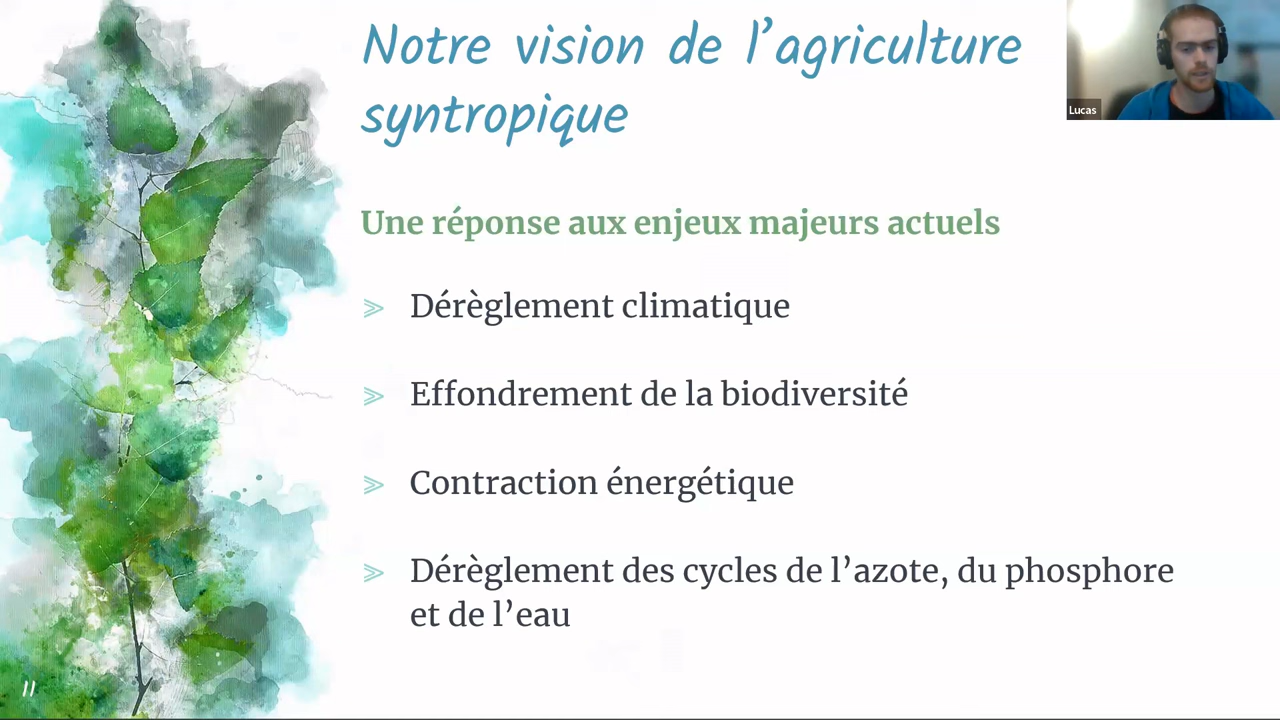 Notre vision de l’agriculture
syntropique
Lucas
Une réponse aux enjeux majeurs actuels
⪢ Dérèglement climatique
⪢ Effondrement de la biodiversité
⪢ Contraction énergétique
⪢ Dérèglement des cycles de l’azote, du phosphore
et de l’eau
11